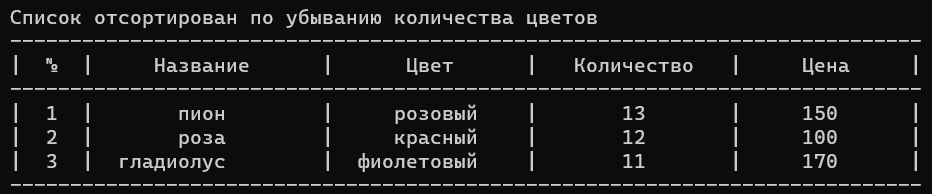 Список отсортирован по убыванию количества цветов
| № | Название | Цвет | Количество | Цена |
| 1 | пион | розовый | 13 | 150 |
| 2 | роза | красный | 12 | 100 |
| 3 | гладиолус | фиолетовый | 11 | 170 |